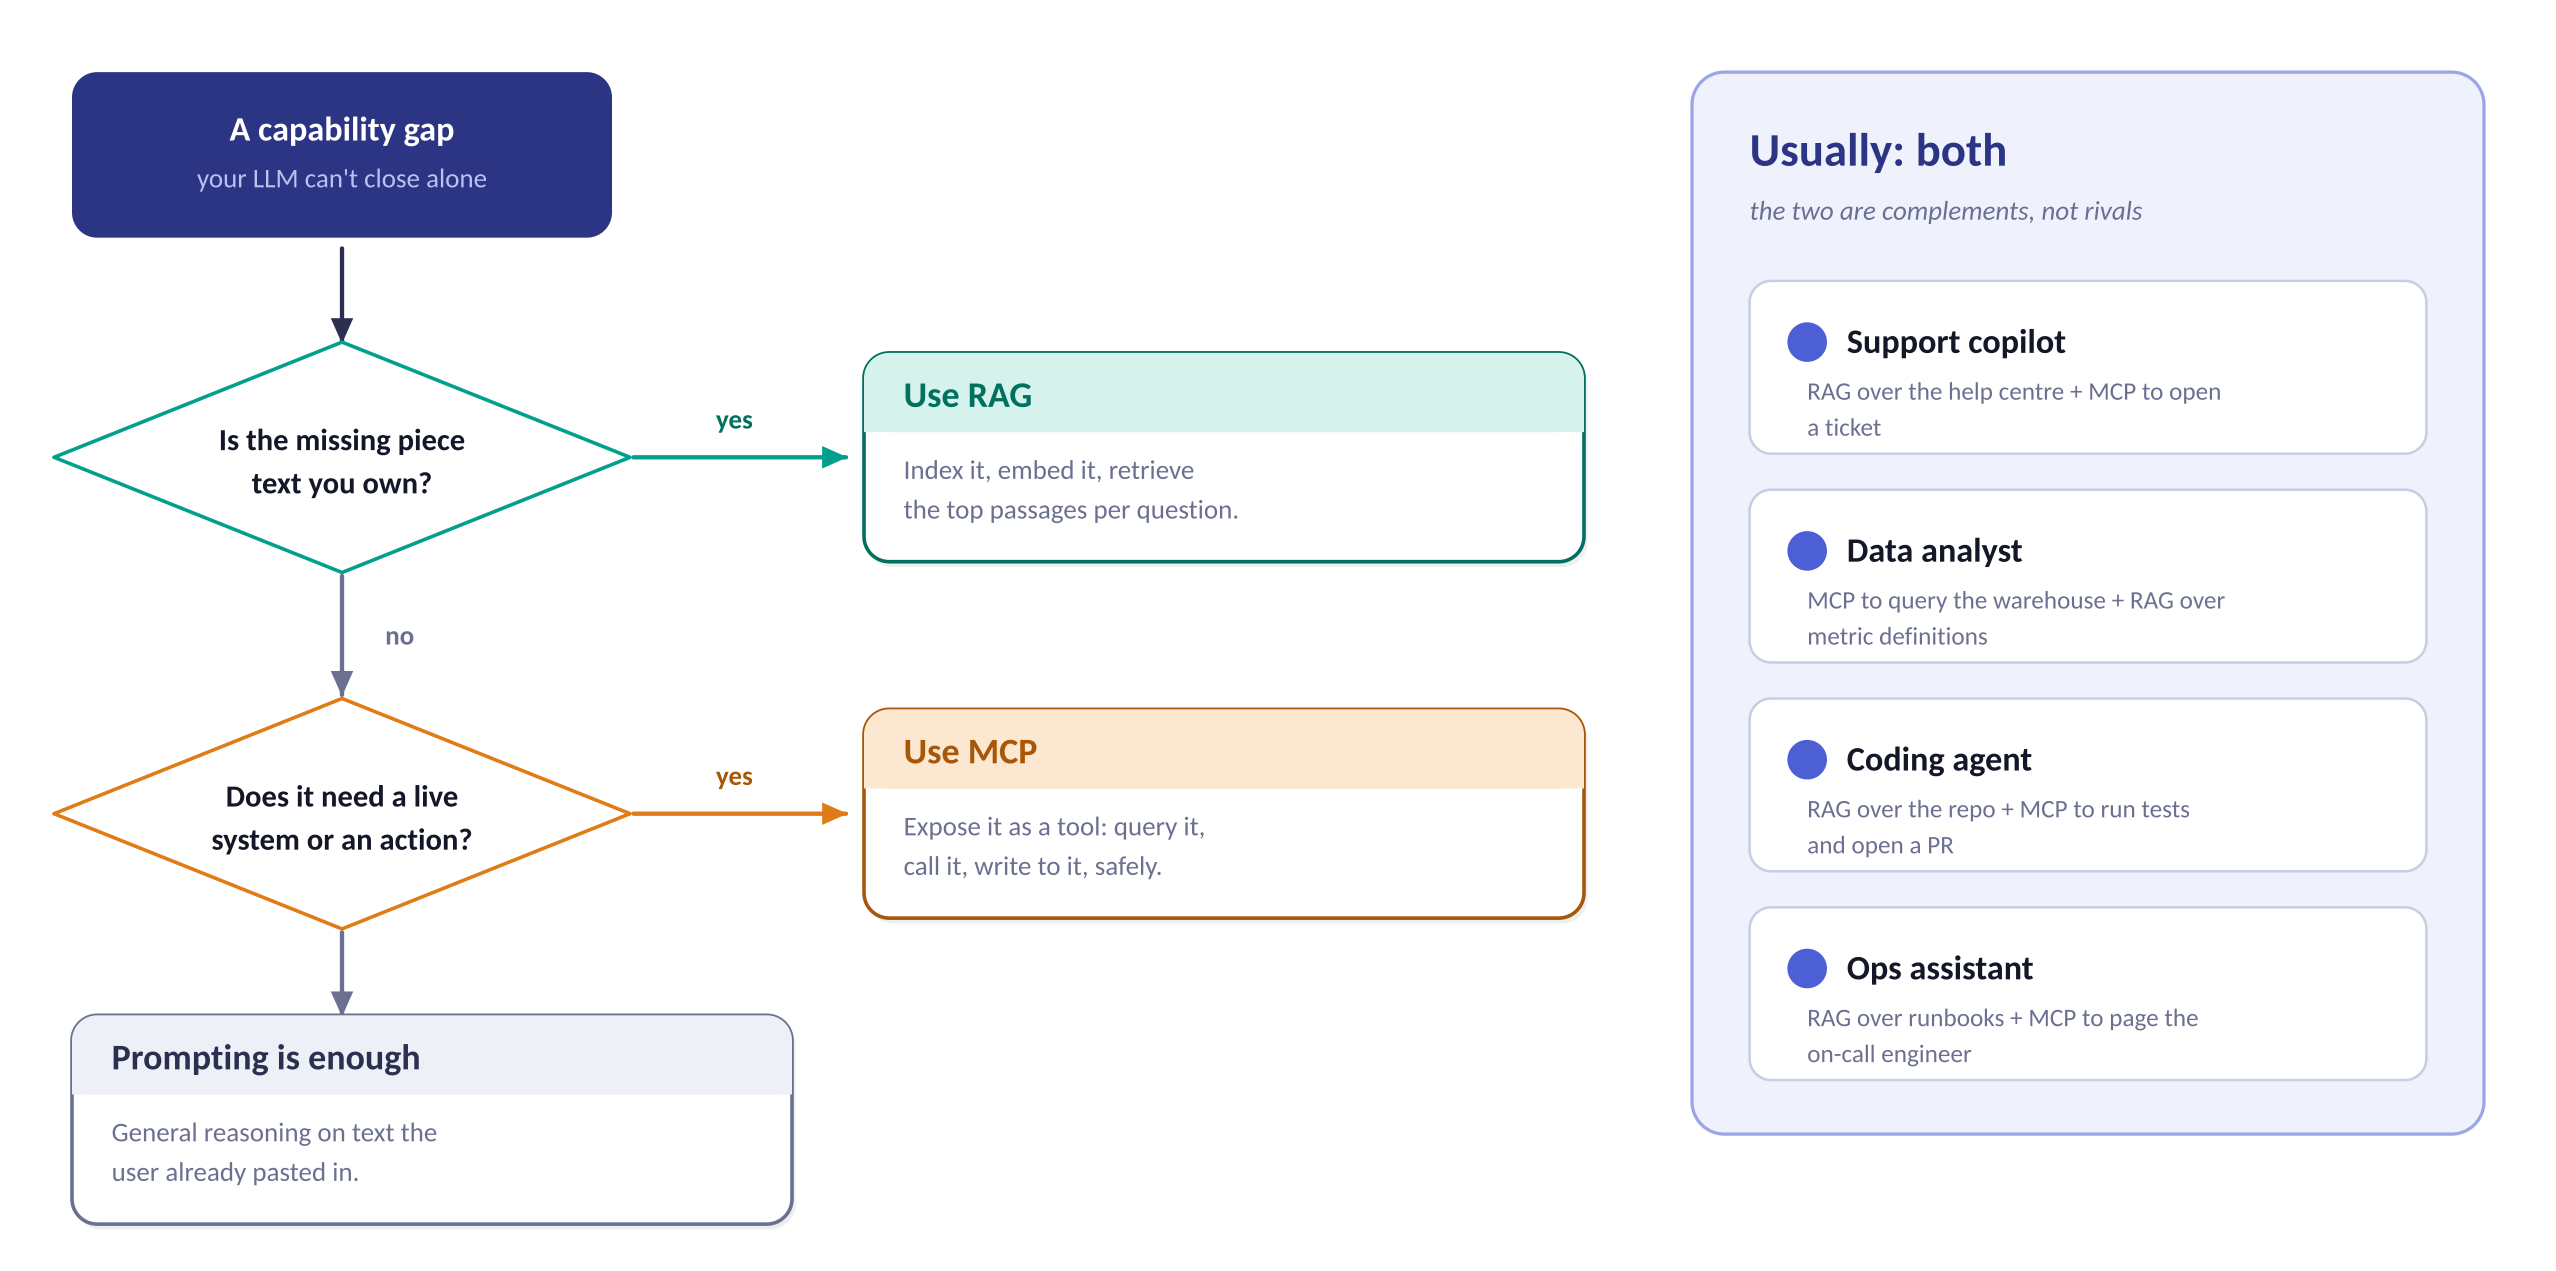 A capability gap
your LLM can't close alone
Is the missing piece
text you own?
yes
Use RAG
Index it, embed it, retrieve
the top passages per question.
no
Does it need a live
system or an action?
yes
Use MCP
Expose it as a tool: query it,
call it, write to it, safely.
Prompting is enough
General reasoning on text the
user already pasted in.
Usually: both
the two are complements, not rivals
Support copilot
RAG over the help centre + MCP to open
a ticket
Data analyst
MCP to query the warehouse + RAG over
metric definitions
Coding agent
RAG over the repo + MCP to run tests
and open a PR
Ops assistant
RAG over runbooks + MCP to page the
on-call engineer